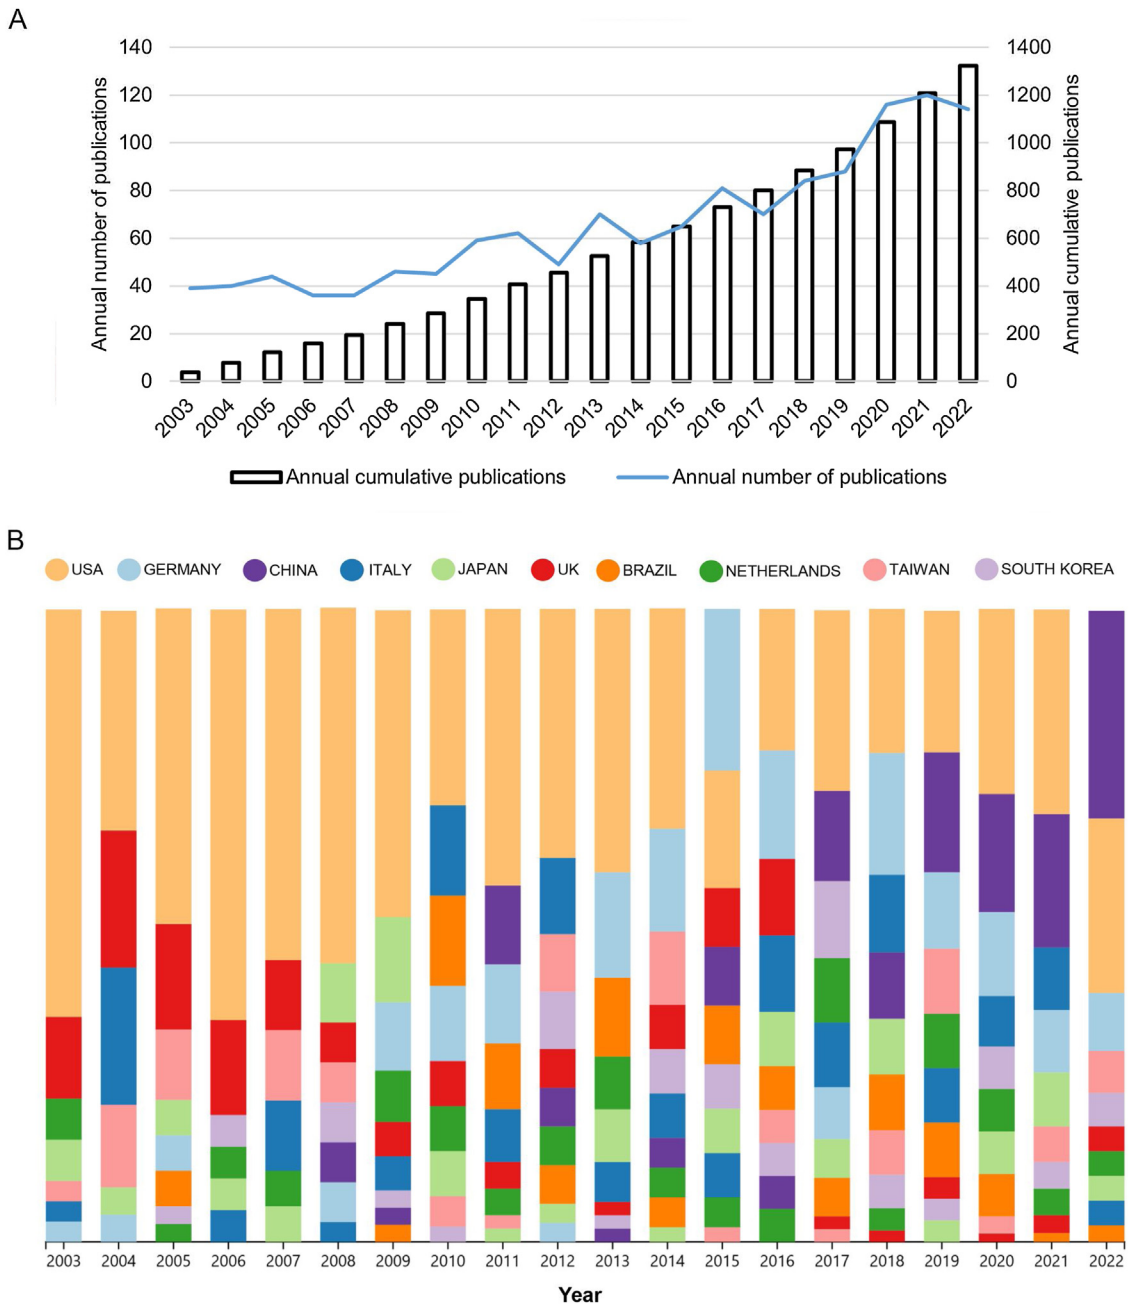 A
140 1400
120 1200
100 1000
80 800
60 600
40 400
20 200
0 0
Annual number of publications
Annual cumulative publications
2003 2004 2005 2006 2007 2008 2009 2010 2011 2012 2013 2014 2015 2016 2017 2018 2019 2020 2021 2022
Annual cumulative publications Annual number of publications
B
USA GERMANY CHINA ITALY JAPAN UK BRAZIL NETHERLANDS TAIWAN SOUTH KOREA
2003 2004 2005 2006 2007 2008 2009 2010 2011 2012 2013 2014 2015 2016 2017 2018 2019 2020 2021 2022
Year